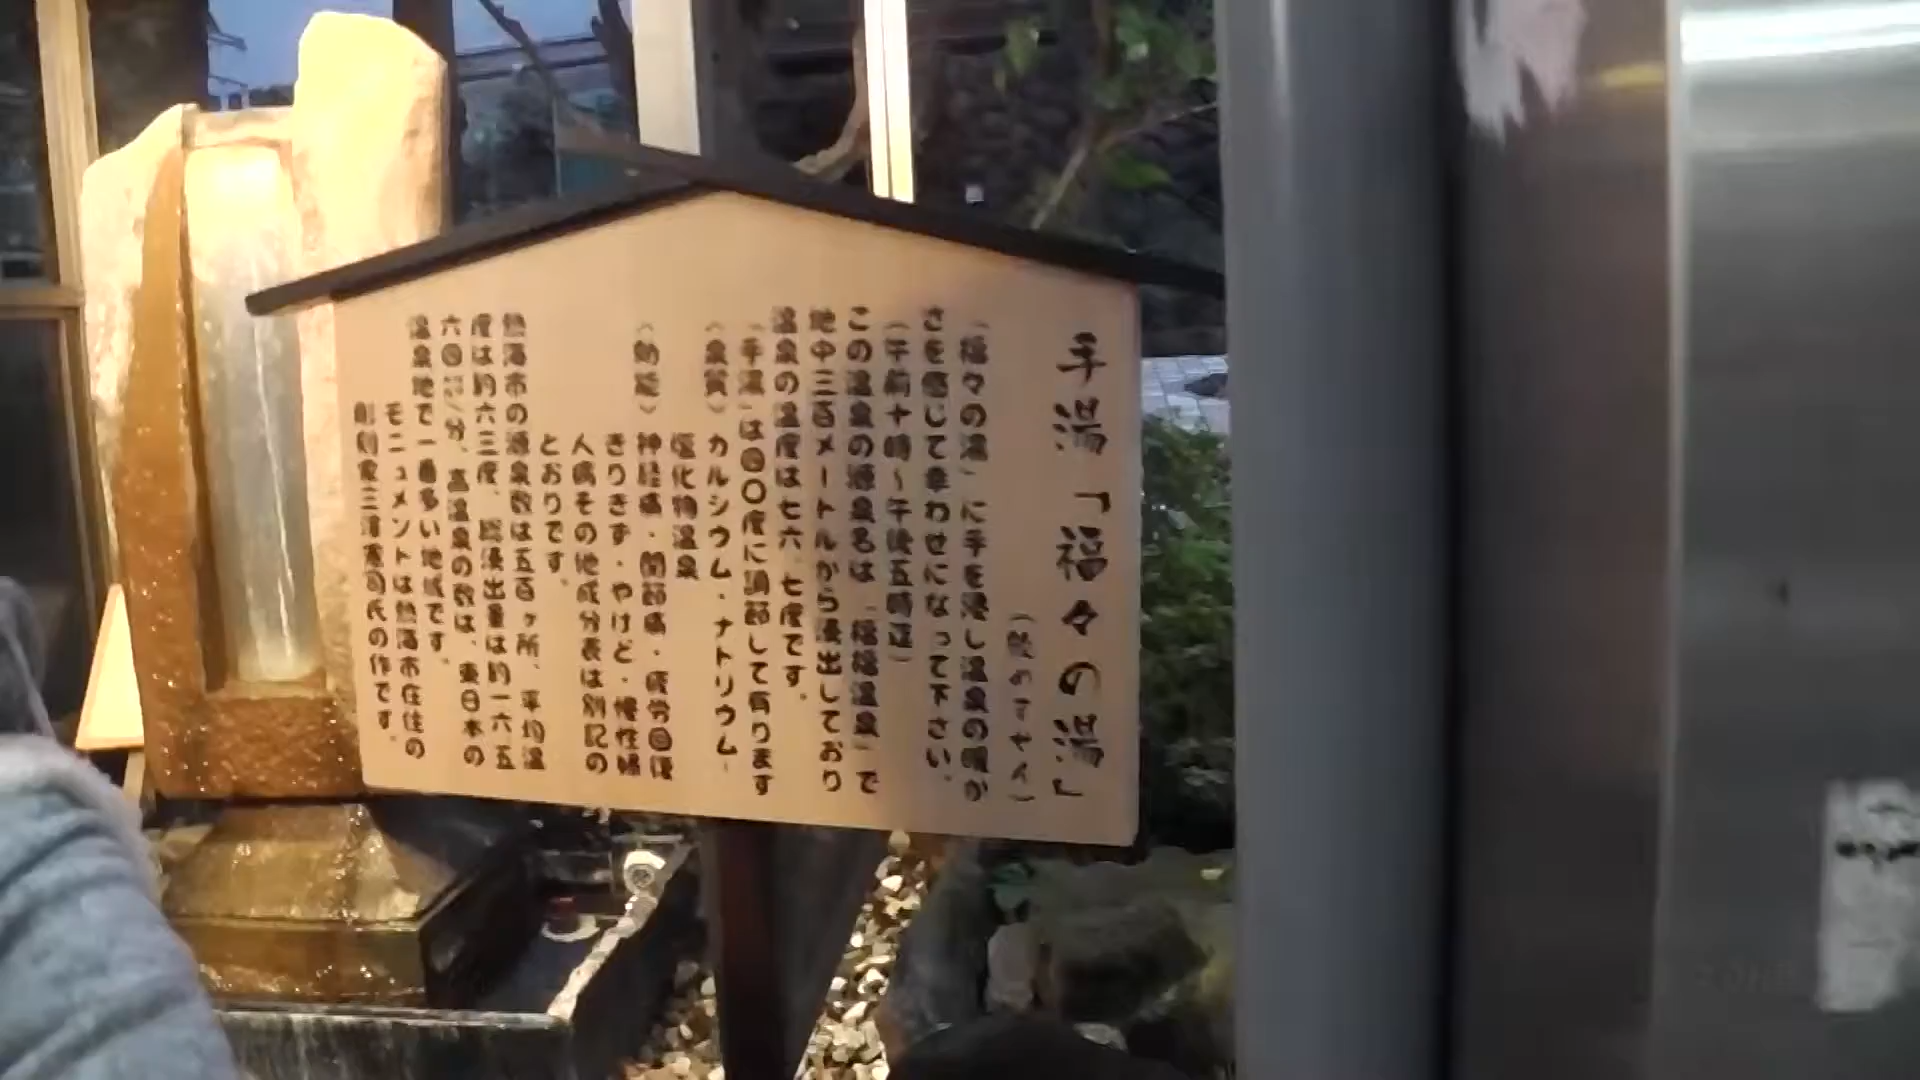 手湯「福々の湯」
(飲めません)
「福々の湯」に手を浸し温泉の暖か
さを感じて幸わせになって下さい。
(午前十時~午後五時迄)
この温泉の源泉名は「福福温泉」で
地中三百メートルから湧出しており
温泉の温度は七六.七度です。
「手湯」は四〇度に調節して有ります
〈泉質〉カルシウム・ナトリウム-
塩化物温泉
〈効能〉神経痛・関節痛・疲労回復
きりきず・やけど・慢性婦
人病その他成分表は別記の
とおりです。
熱海市の源泉数は五百ヶ所、平均温
度は約六三度、総湧出量は約一六五
六回 /分、高温泉の数は、東日本の
温泉地で一番多い地域です。
モニュメントは熱海市在住の
彫刻家三濱憲司氏の作です。